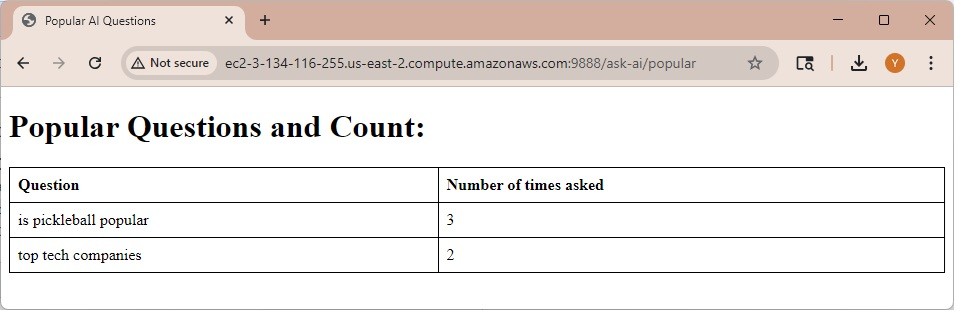 Popular AI Questions
Not secure ec2-3-134-116-255.us-east-2.compute.amazonaws.com:9888/ask-ai/popular Y
Popular Questions and Count:
Question Number of times asked
is pickleball popular 3
top tech companies 2